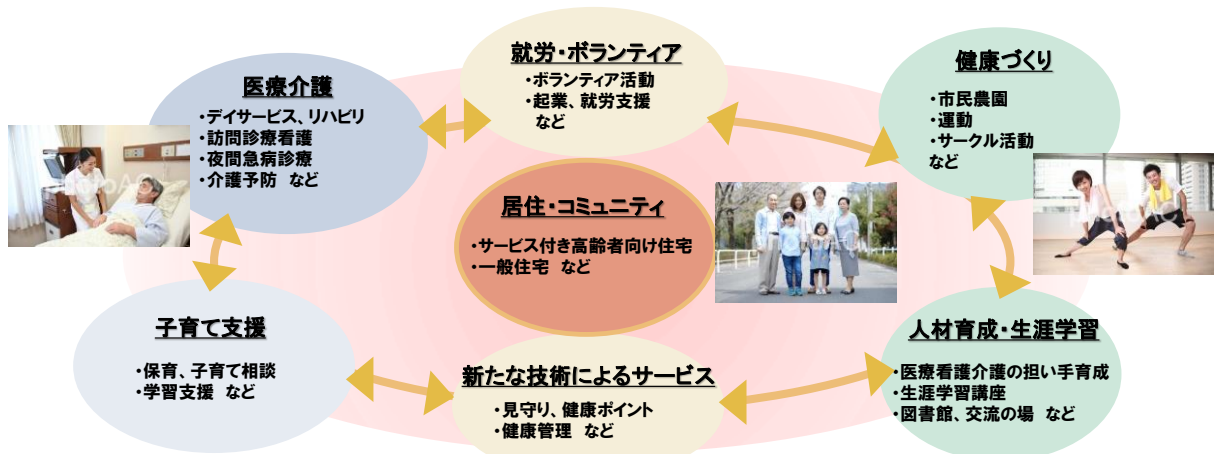 就労・ボランティア
・ボランティア活動
・起業、就労支援
など
医療介護
・デイサービス、リハビリ
・訪問診療看護
・夜間急病診療
・介護予防　など
健康づくり
・市民農園
・運動
・サークル活動
など
居住・コミュニティ
・サービス付き高齢者向け住宅
・一般住宅　など
子育て支援
・保育、子育て相談
・学習支援　など
新たな技術によるサービス
・見守り、健康ポイント
・健康管理　など
人材育成・生涯学習
・医療看護介護の担い手育成
・生涯学習講座
・図書館、交流の場　など